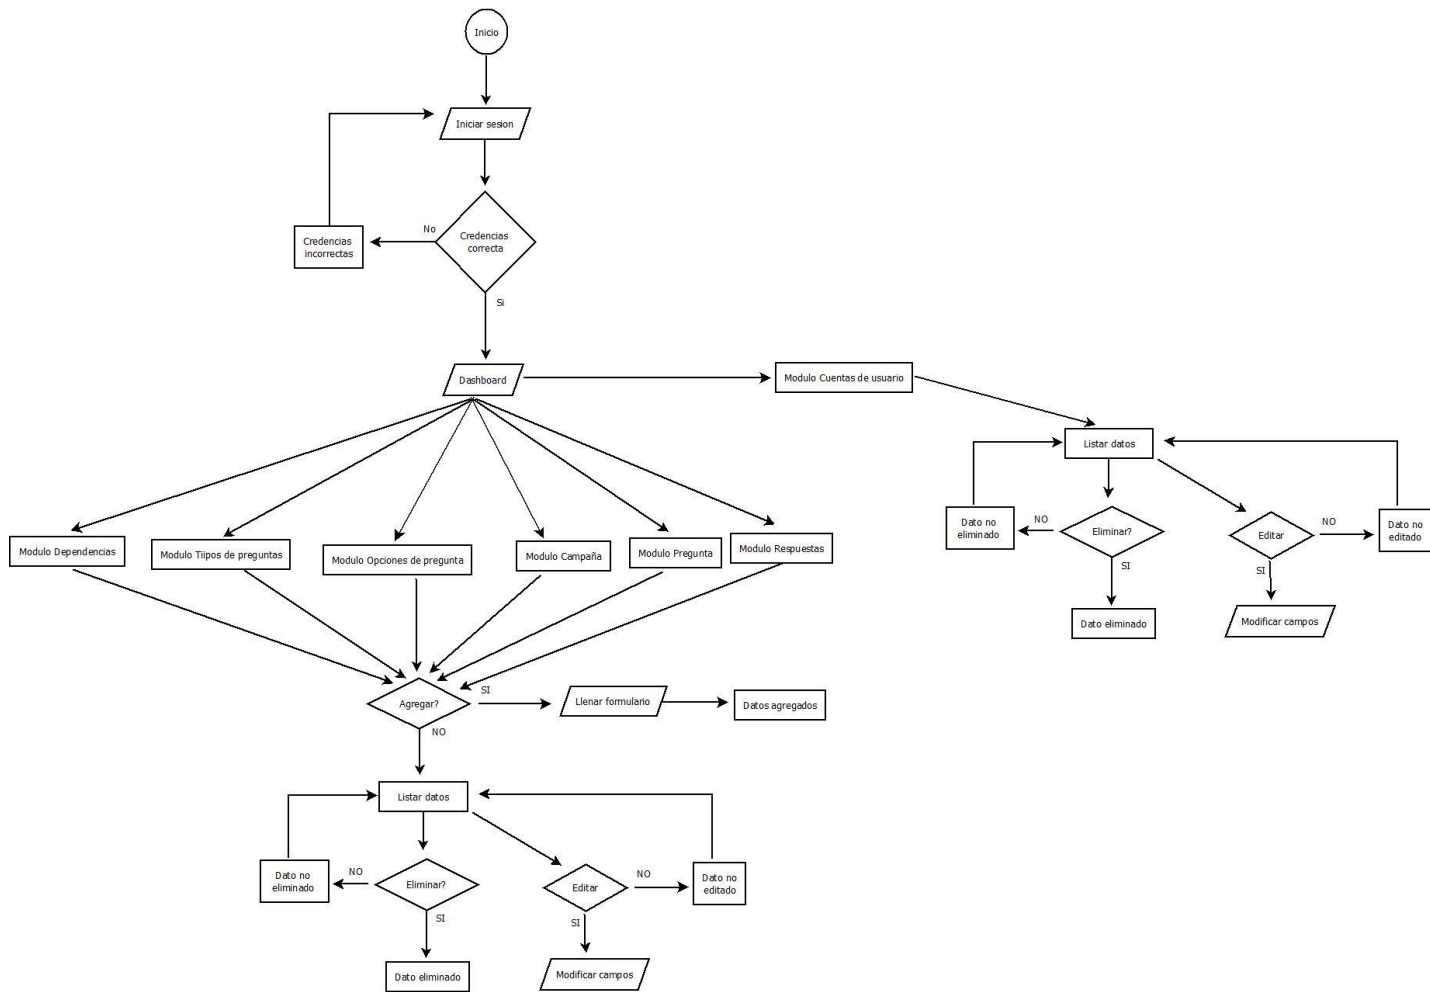 Inicio
Iniciar sesion
No
Credencias
incorrectas
Credencias
correcta
Si
Dashboard
Modulo Cuentas de usuario
Listar datos
Dato no
eliminado
NO
Eliminar?
SI
Dato eliminado
Editar
NO
Dato no
editado
SI
Modificar campos
Modulo Dependencias
Modulo Tiipos de preguntas
Modulo Opciones de pregunta
Modulo Campaña
Modulo Pregunta
Modulo Respuestas
Agregar?
SI
Llenar formulario
Datos agregados
NO
Listar datos
Dato no
eliminado
NO
Eliminar?
SI
Dato eliminado
Editar
NO
Dato no
editado
SI
Modificar campos